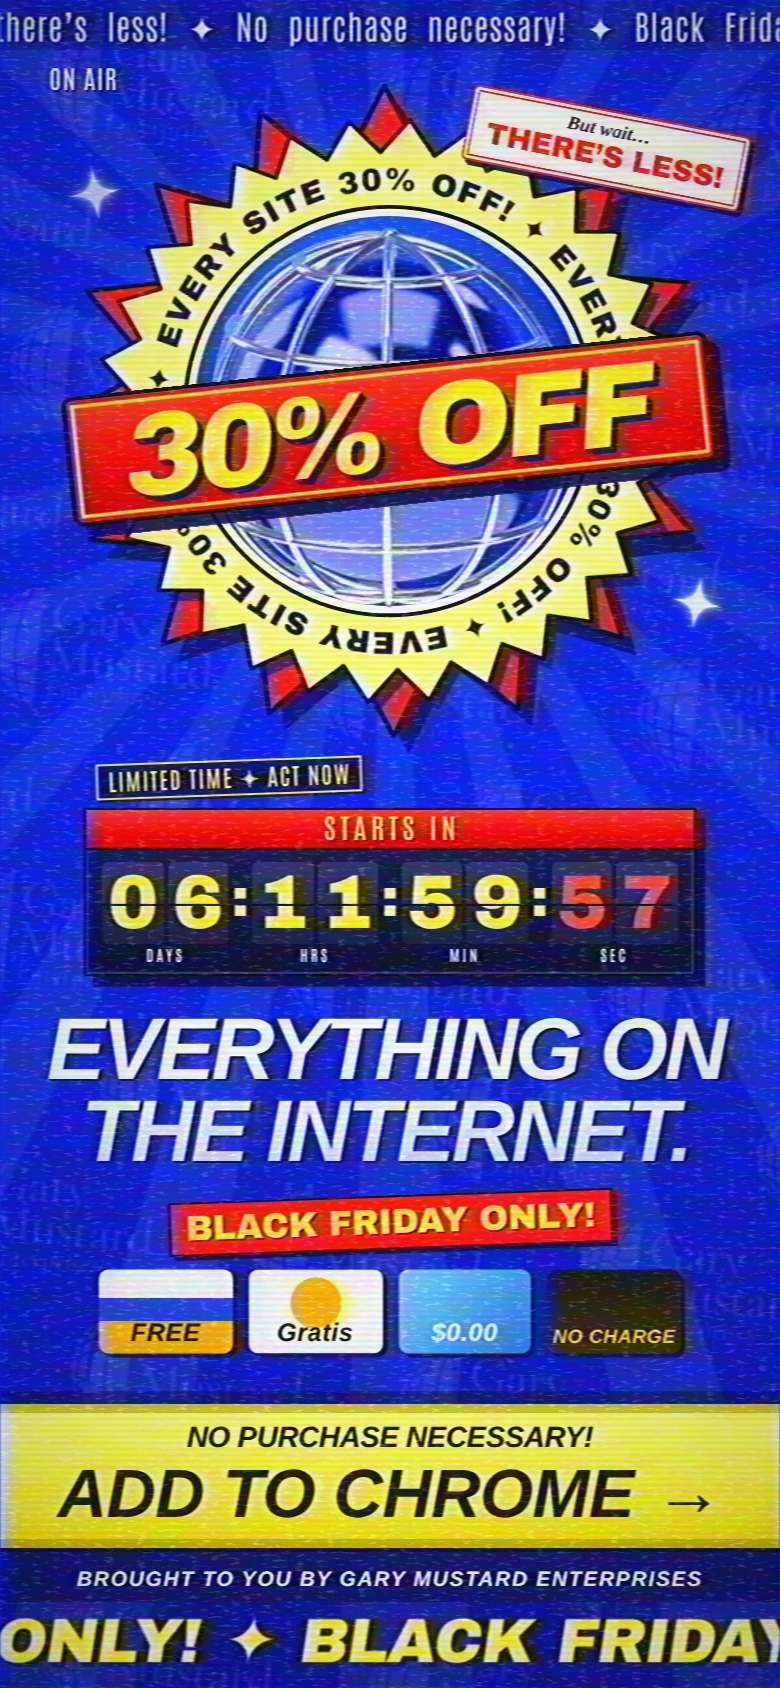 there’s less! ✦ No purchase necessary! ✦ Black
ON AIR
But wait...
THERE’S LESS!
✦ EVERY SITE 30% OFF! ✦ EVERY
30% OFF
30% OFF! ✦ EVERY SITE 30%
LIMITED TIME ✦ ACT NOW
STARTS IN
06:11:59:57
DAYS HRS MIN SEC
EVERYTHING ON
THE INTERNET.
BLACK FRIDAY ONLY!
FREE Gratis $0.00 NO CHARGE
NO PURCHASE NECESSARY!
ADD TO CHROME →
BROUGHT TO YOU BY GARY MUSTARD ENTERPRISES
ONLY! ✦ BLACK FRIDAY